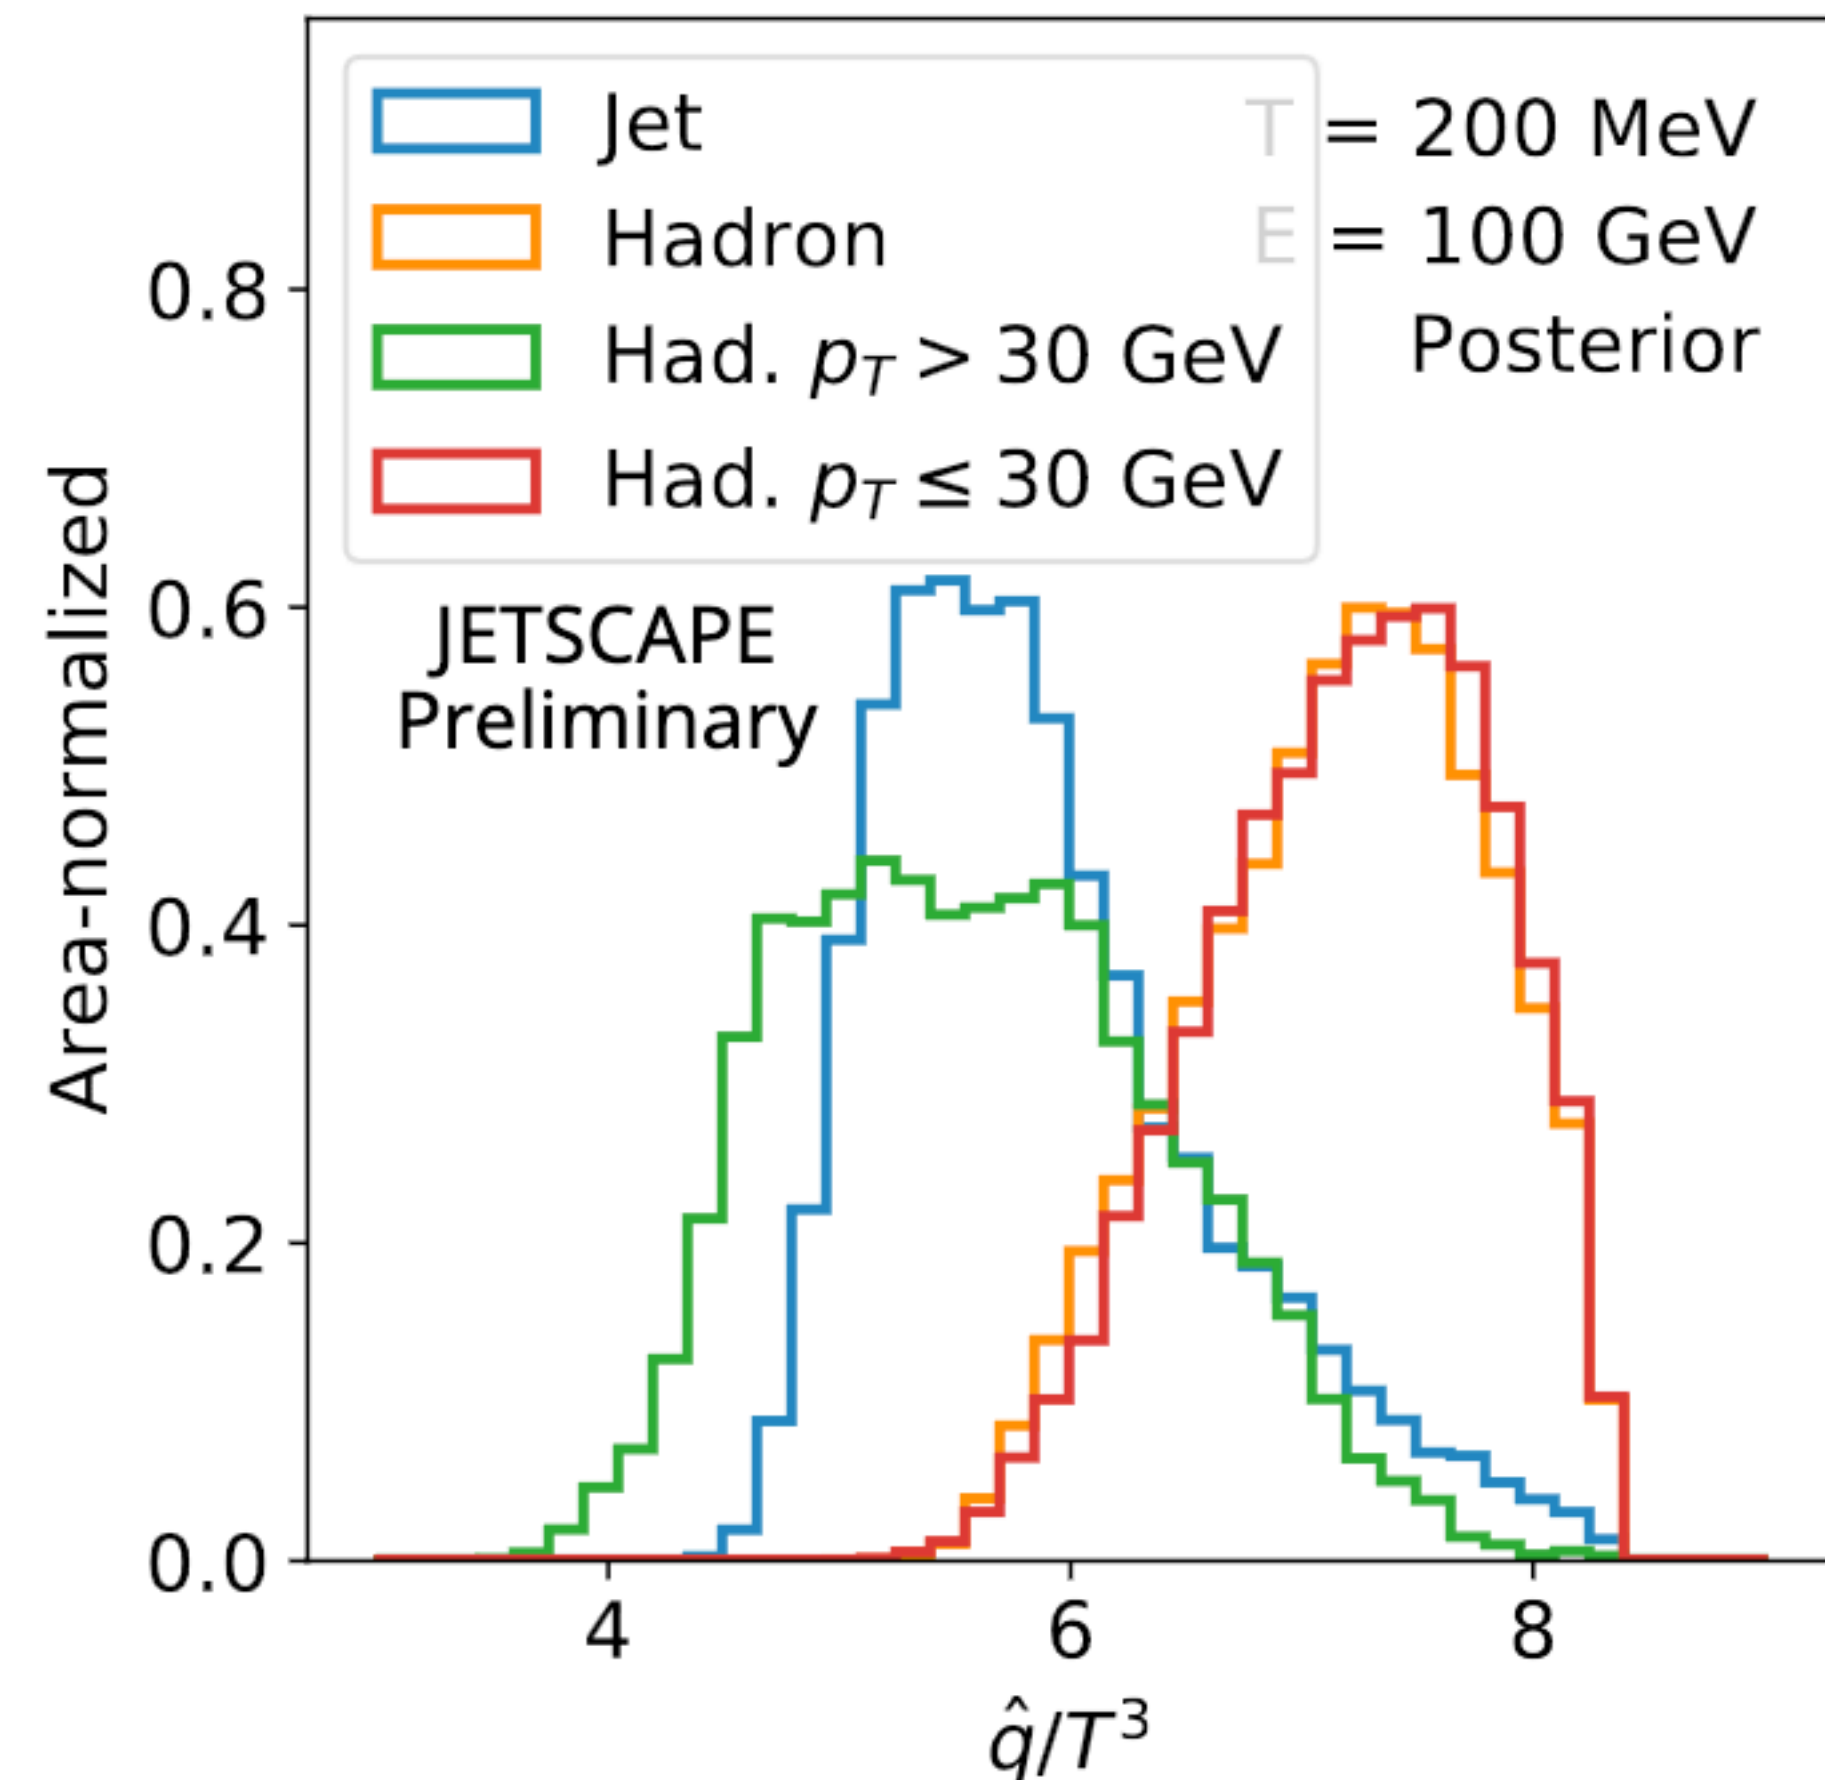 Jet
Hadron
Had. p_T > 30 GeV
Had. p_T ≤ 30 GeV
T = 200 MeV
E = 100 GeV
Posterior
JETSCAPE
Preliminary
Area-normalized
0.8
0.6
0.4
0.2
0.0
4 6 8
q̂/T³